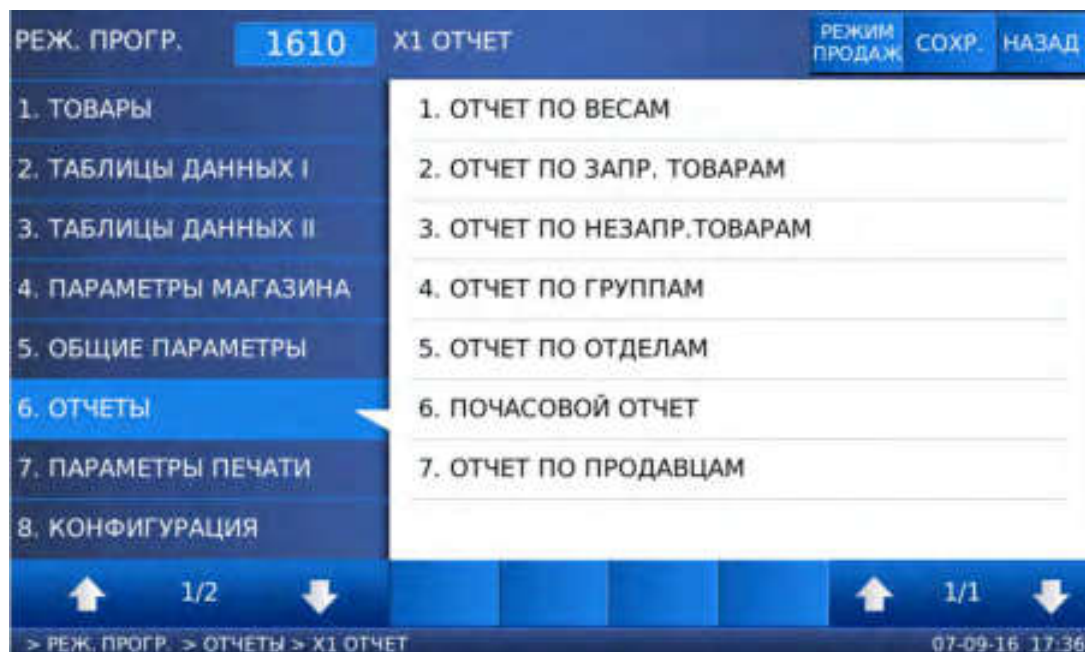 РЕЖ. ПРОГР. 1610 X1 ОТЧЕТ РЕЖИМ ПРОДАЖ СОХР. НАЗАД
1. ТОВАРЫ
2. ТАБЛИЦЫ ДАННЫХ I
3. ТАБЛИЦЫ ДАННЫХ II
4. ПАРАМЕТРЫ МАГАЗИНА
5. ОБЩИЕ ПАРАМЕТРЫ
6. ОТЧЕТЫ
7. ПАРАМЕТРЫ ПЕЧАТИ
8. КОНФИГУРАЦИЯ
1. ОТЧЕТ ПО ВЕСАМ
2. ОТЧЕТ ПО ЗАПР. ТОВАРАМ
3. ОТЧЕТ ПО НЕЗАПР.ТОВАРАМ
4. ОТЧЕТ ПО ГРУППАМ
5. ОТЧЕТ ПО ОТДЕЛАМ
6. ПОЧАСОВОЙ ОТЧЕТ
7. ОТЧЕТ ПО ПРОДАВЦАМ
1/2 1/1
> РЕЖ. ПРОГР. > ОТЧЕТЫ > X1 ОТЧЕТ 07-09-16 17:36